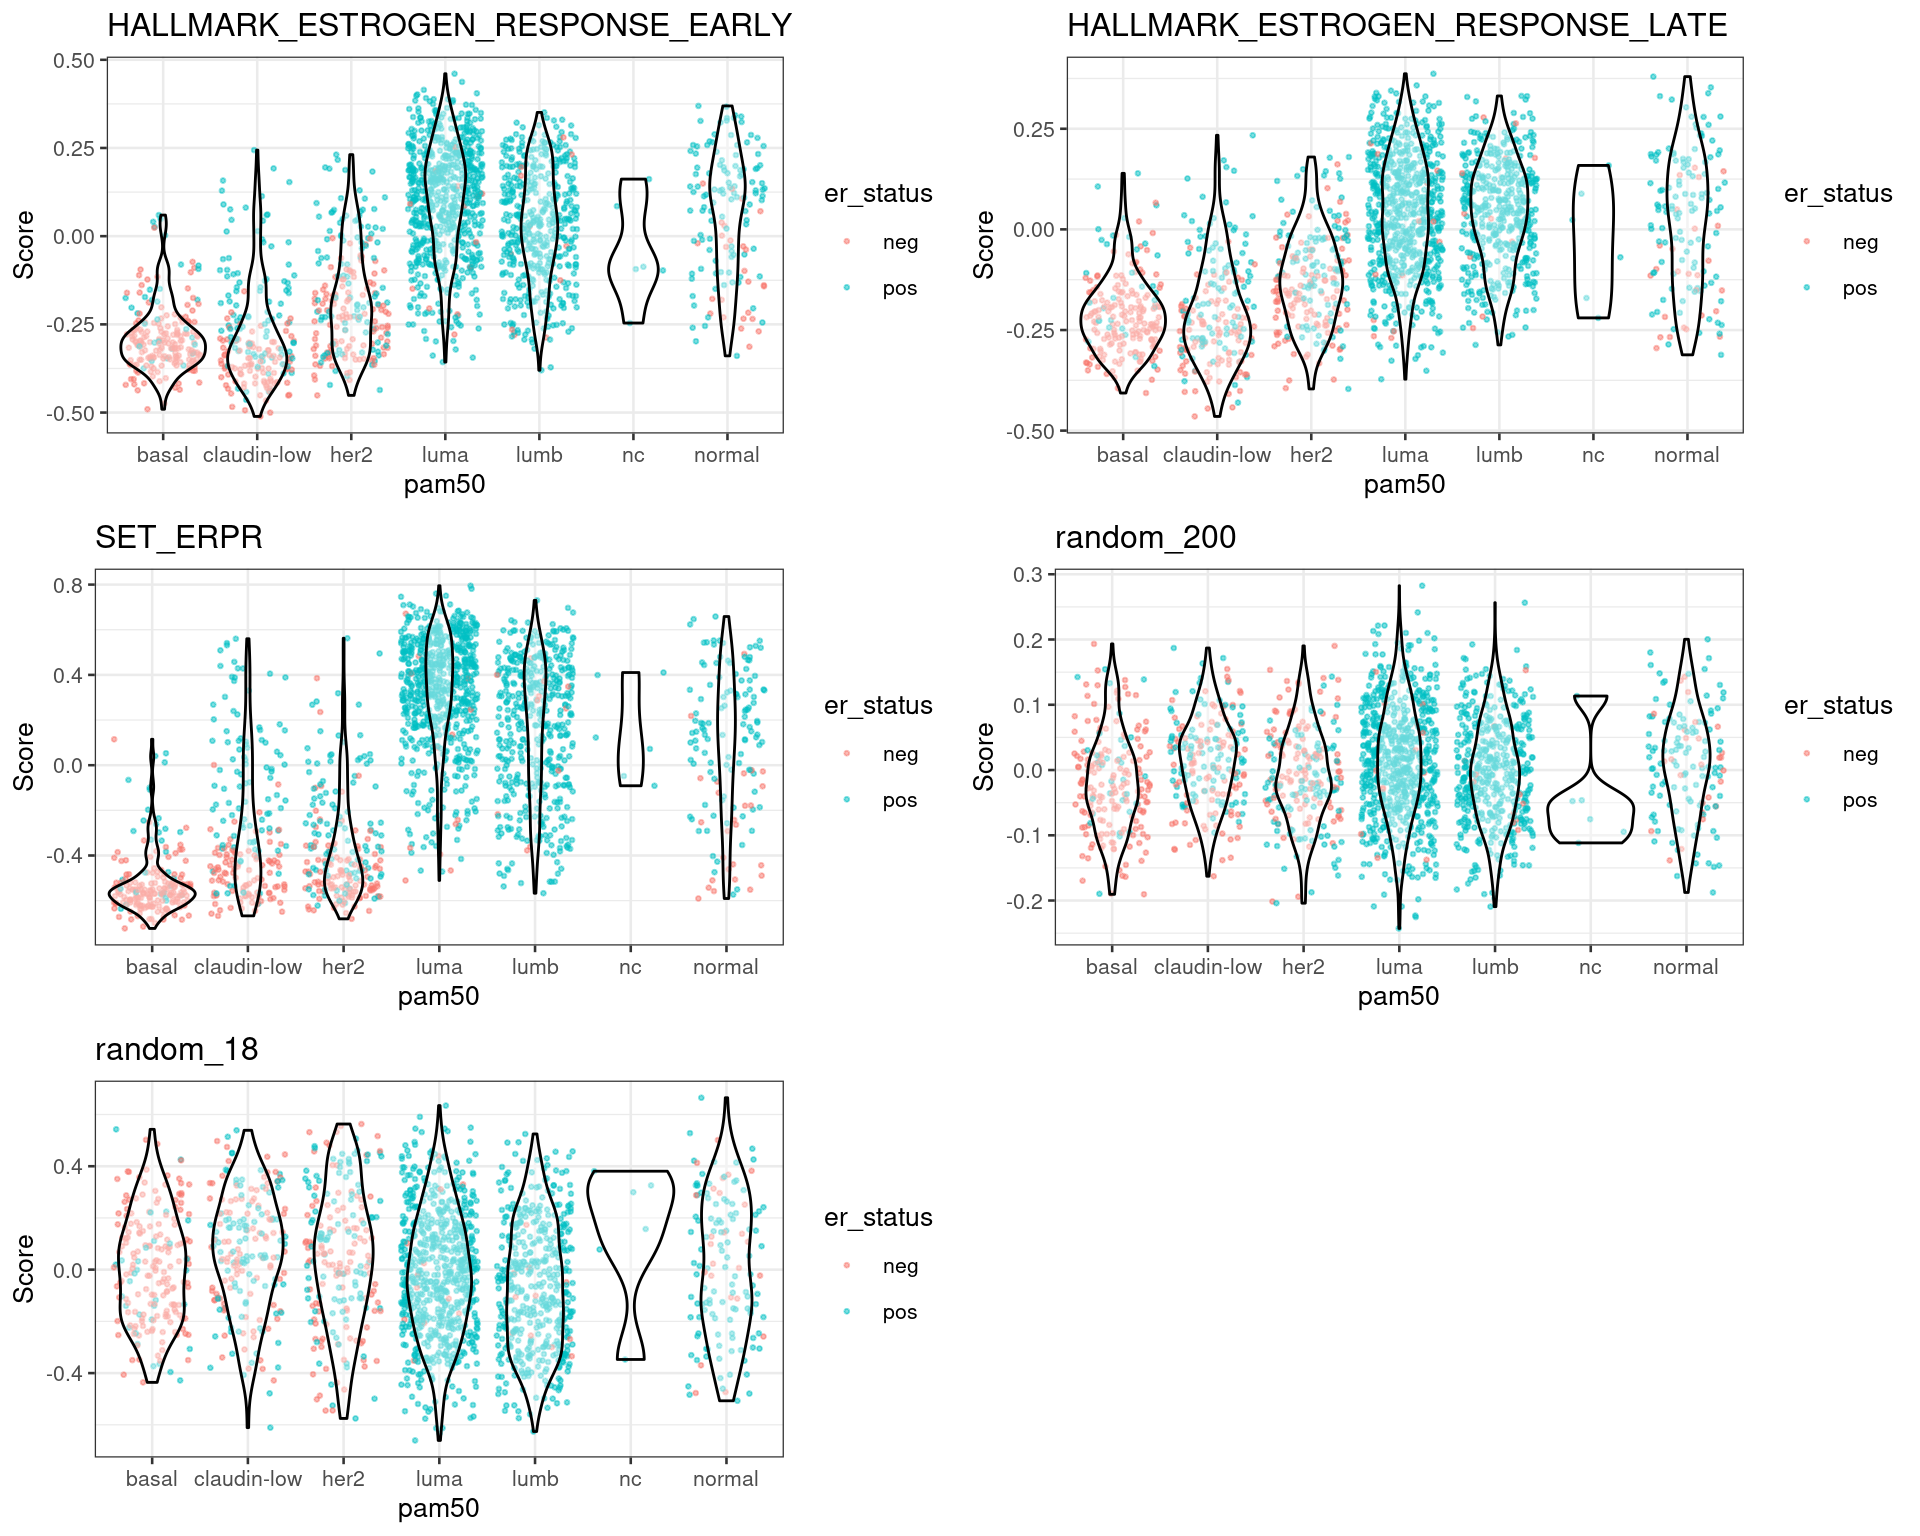 HALLMARK_ESTROGEN_RESPONSE_EARLY
0.50
0.25
0.00
-0.25
-0.50
Score
basal claudin-low her2 luma lumb nc normal
pam50
er_status
neg
pos
HALLMARK_ESTROGEN_RESPONSE_LATE
0.25
0.00
-0.25
-0.50
Score
basal claudin-low her2 luma lumb nc normal
pam50
er_status
neg
pos
SET_ERPR
0.8
0.4
0.0
-0.4
Score
basal claudin-low her2 luma lumb nc normal
pam50
er_status
neg
pos
random_200
0.3
0.2
0.1
0.0
-0.1
-0.2
Score
basal claudin-low her2 luma lumb nc normal
pam50
er_status
neg
pos
random_18
0.4
0.0
-0.4
Score
basal claudin-low her2 luma lumb nc normal
pam50
er_status
neg
pos